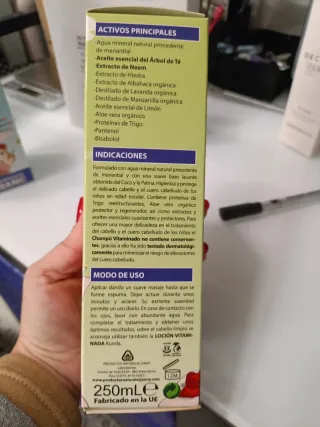 ACTIVOS PRINCIPALES
-Agua mineral natural procedente
de manantial
-Aceite esencial del Árbol de Té
-Extracto de Neem
-Extracto de Hiedra
-Extracto de Albahaca orgánica
-Destilado de Lavanda orgánica
-Destilado de Manzanilla orgánica
-Aceite esencial de Limón
-Aloe vera orgánico
-Proteínas de Trigo
-Pantenol
-Bisabolol
INDICACIONES
Formulado con agua mineral natural procedente
de manantial y con una suave base lavante
obtenida del Coco y la Palma. Higieniza y protege
el delicado cabello y el cuero cabelludo de los niños
en edad escolar. Contiene proteínas de
Trigo reestructurantes, Aloe vera orgánico
protector y regenerador, así como extractos y
aceites esenciales suavizantes y protectores. Para
ofrecer una mayor delicadeza en el tratamiento
del cabello y el cuero cabelludo de los niños el
Champú Vitaminado no contiene conservan-
tes, gracias a ello ha sido testado dermatológi-
camente para minimizar el riesgo de afecciones
del cuero cabelludo.
MODO DE USO
Aplicar dando un suave masaje hasta que se
forme espuma. Dejar actuar durante unos
minutos y aclarar. Su extrema suavidad
permite un uso diario. En caso de contacto con
los ojos, lavar con abundante agua. Para
completar el tratamiento y obtener unos
óptimos resultados, sobre el cabello limpio se
aconseja utilizar también la LOCIÓN VITAMI-
NADA Kunda.
12M
250mL e
Fabricado en la UE